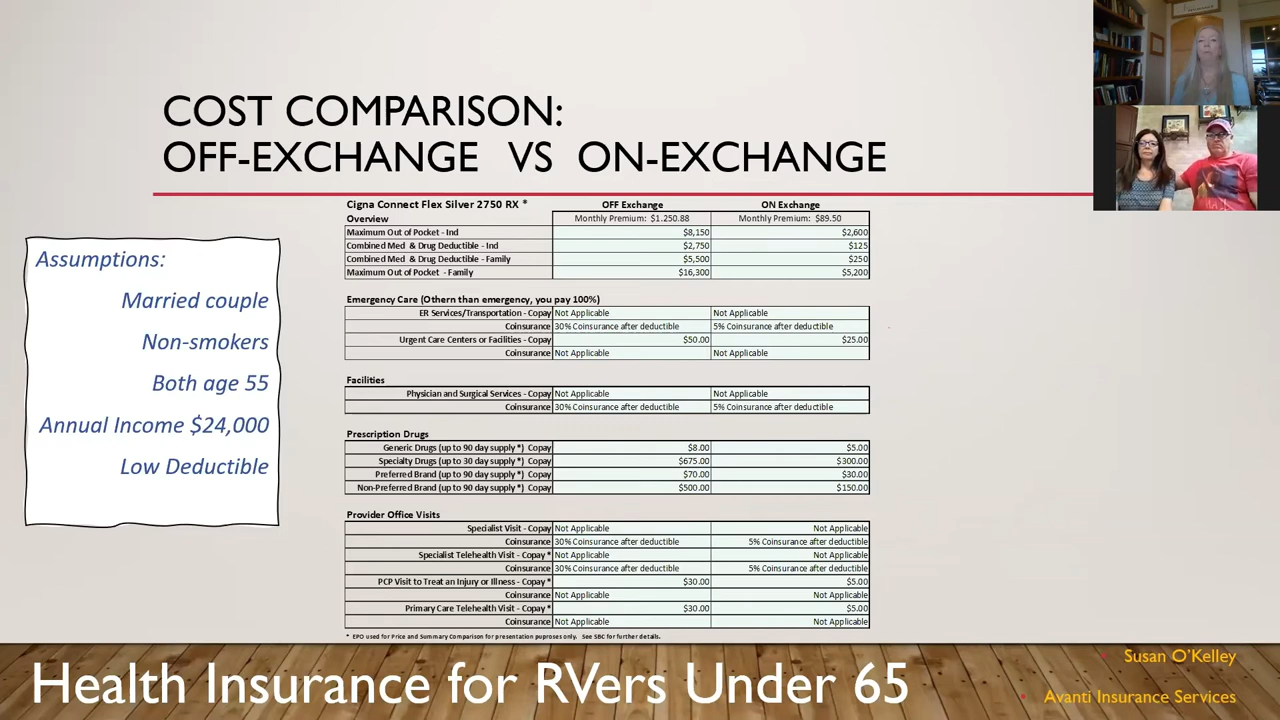 COST COMPARISON:
OFF-EXCHANGE VS ON-EXCHANGE
Assumptions:
Married couple
Non-smokers
Both age 55
Annual Income $24,000
Low Deductible
Cigna Connect Flex Silver 2750 RX * OFF Exchange ON Exchange
Overview Monthly Premium: $1.250.88 Monthly Premium: $89.50
Maximum Out of Pocket - Ind $8,150 $2,600
Combined Med & Drug Deductible - Ind $2,750 $125
Combined Med & Drug Deductible - Family $5,500 $250
Maximum Out of Pocket - Family $16,300 $5,200
Emergency Care (Othern than emergency, you pay 100%)
ER Services/Transportation - Copay Not Applicable Not Applicable
Coinsurance 30% Coinsurance after deductible 5% Coinsurance after deductible
Urgent Care Centers or Facilities - Copay $50.00 $25.00
Coinsurance Not Applicable Not Applicable
Facilities
Physician and Surgical Services - Copay Not Applicable Not Applicable
Coinsurance 30% Coinsurance after deductible 5% Coinsurance after deductible
Prescription Drugs
Generic Drugs (up to 90 day supply *) Copay $8.00 $5.00
Specialty Drugs (up to 30 day supply *) Copay $675.00 $300.00
Preferred Brand (up to 90 day supply *) Copay $70.00 $30.00
Non-Preferred Brand (up to 90 day supply *) Copay $500.00 $150.00
Provider Office Visits
Specialist Visit - Copay Not Applicable Not Applicable
Coinsurance 30% Coinsurance after deductible 5% Coinsurance after deductible
Specialist Telehealth Visit - Copay * Not Applicable Not Applicable
Coinsurance 30% Coinsurance after deductible 5% Coinsurance after deductible
PCP Visit to Treat an Injury or Illness - Copay * $30.00 $5.00
Coinsurance Not Applicable Not Applicable
Primary Care Telehealth Visit - Copay * $30.00 $5.00
Coinsurance Not Applicable Not Applicable
* EPO used for Price and Summary Comparison for presentation puproses only. See SBC for further details.
Health Insurance for RVers Under 65
Susan O'Kelley
Avanti Insurance Services